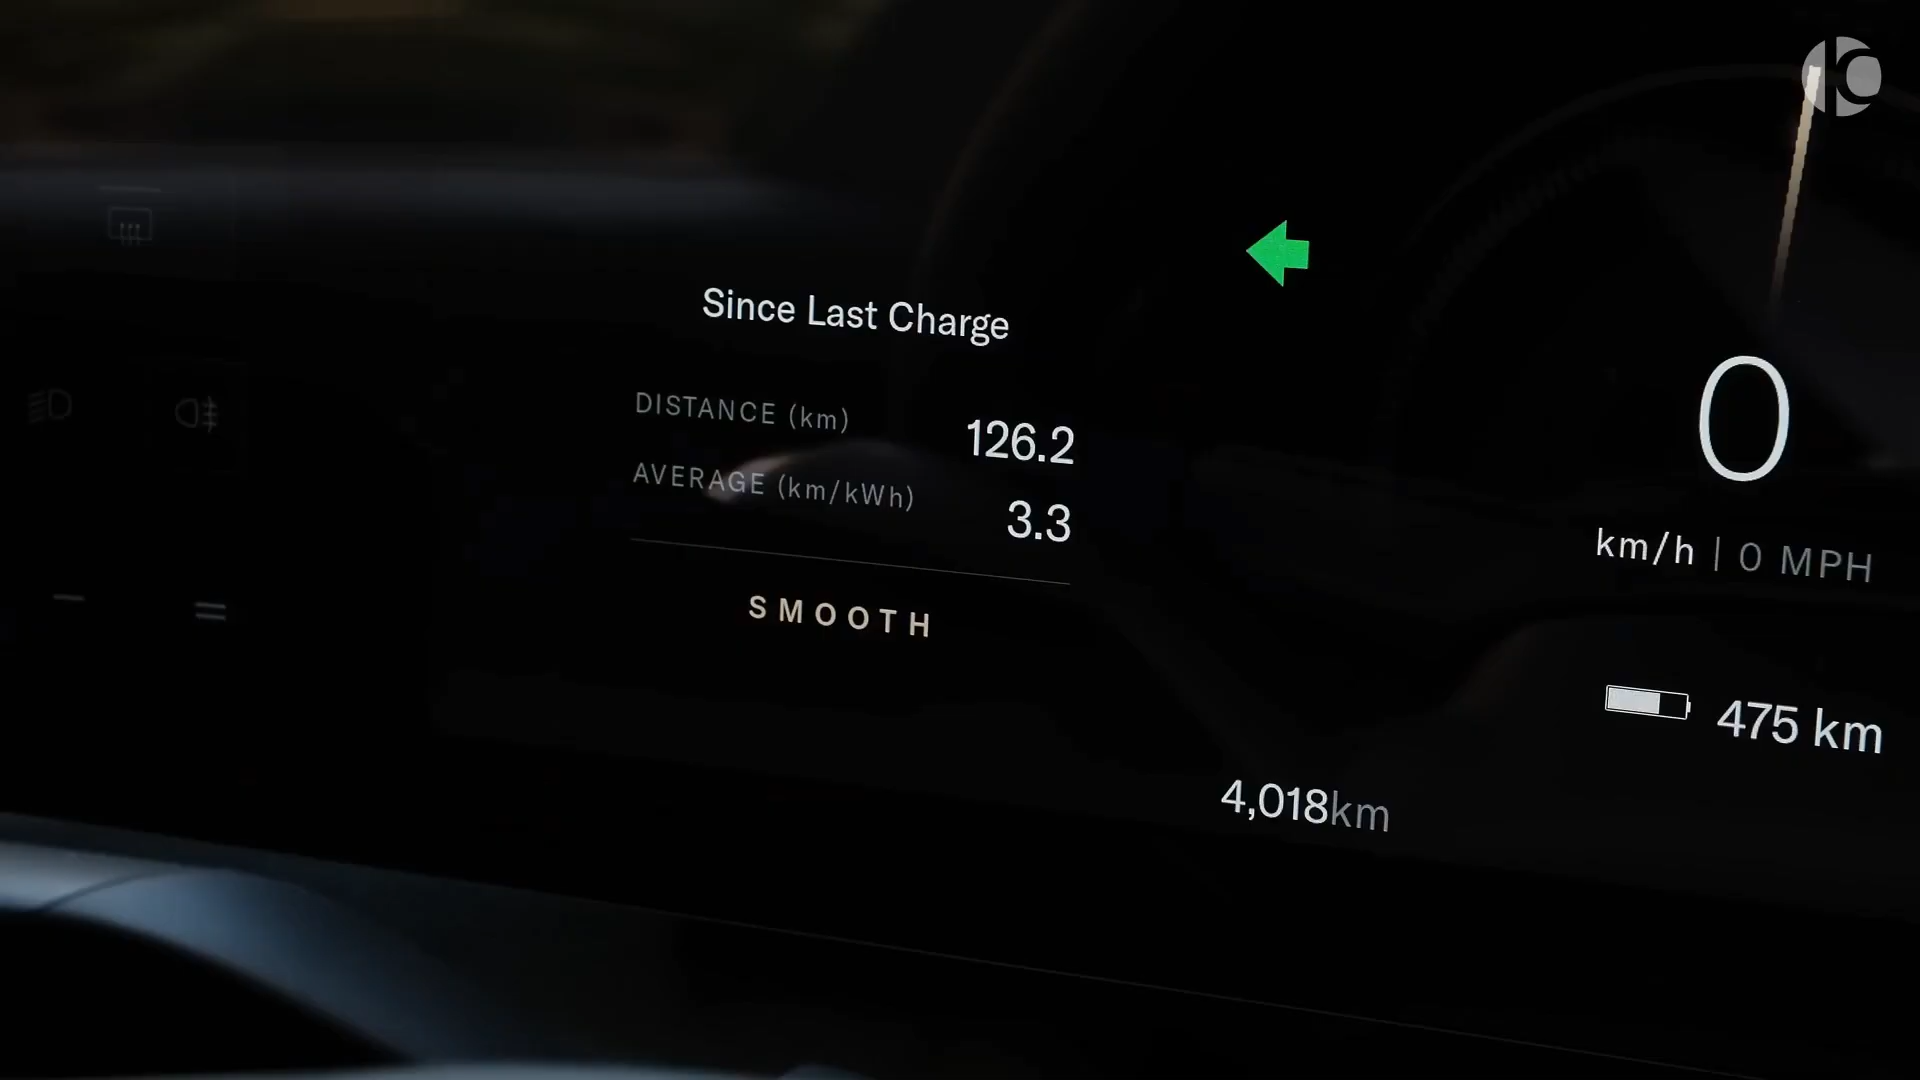 Since Last Charge
DISTANCE (km) 126.2
AVERAGE (km/kWh) 3.3
SMOOTH
0
km/h | 0 MPH
475 km
4,018km